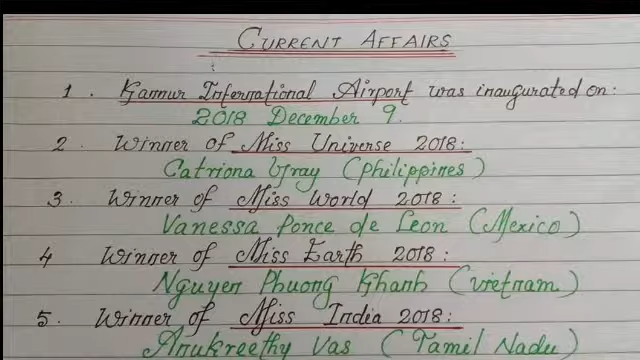 CURRENT AFFAIRS
1. Kannur International Airport was inaugurated on:
2018 December 9.
2. Winner of Miss Universe 2018:
Catriona Gray (Philippines)
3. Winner of Miss World 2018:
Vanessa Ponce de Leon (Mexico)
4 Winner of Miss Earth 2018:
Nguyen Phuong Khanh (Vietnam)
5. Winner of Miss India 2018:
Anukreethy Vas (Tamil Nadu)